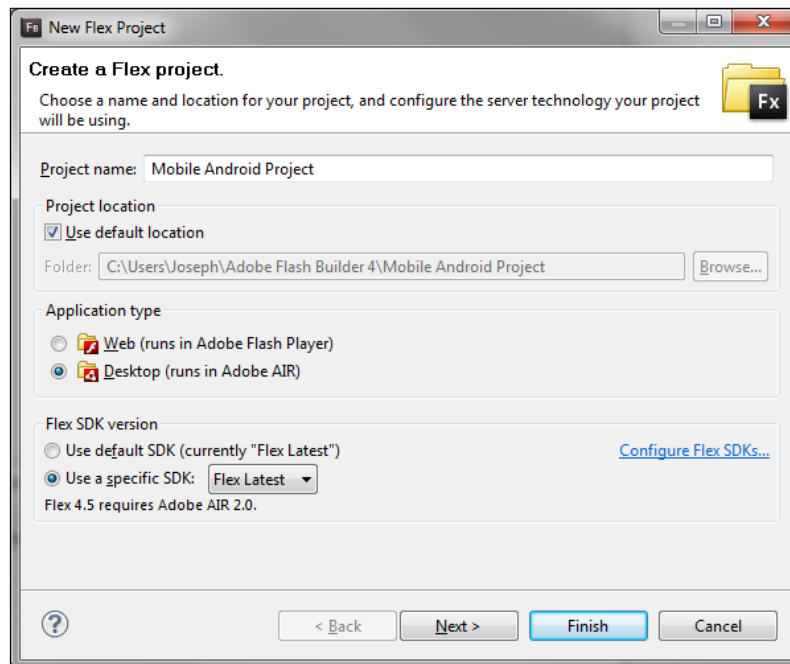 Fb New Flex Project
Create a Flex project.
Choose a name and location for your project, and configure the server technology your project
will be using.
Fx
Project name: Mobile Android Project
Project location
Use default location
Folder: C:\Users\Joseph\Adobe Flash Builder 4\Mobile Android Project Browse...
Application type
Web (runs in Adobe Flash Player)
Desktop (runs in Adobe AIR)
Flex SDK version
Use default SDK (currently "Flex Latest") Configure Flex SDKs...
Use a specific SDK: Flex Latest
Flex 4.5 requires Adobe AIR 2.0.
? < Back Next > Finish Cancel